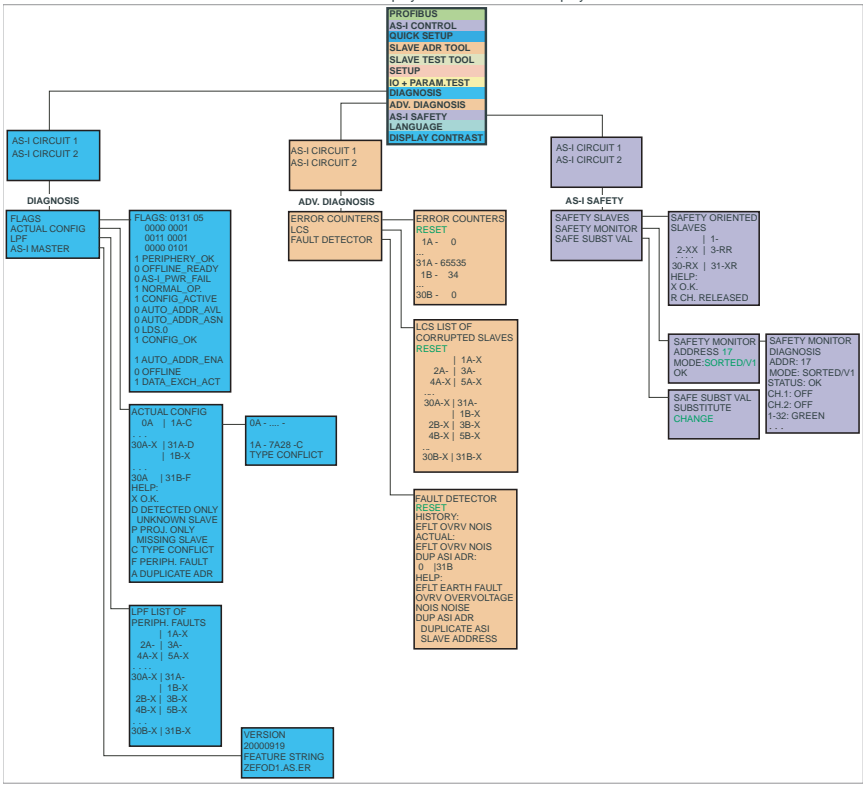 PROFIBUS
AS-I CONTROL
QUICK SETUP
SLAVE ADR TOOL
SLAVE TEST TOOL
SETUP
IO + PARAM.TEST
DIAGNOSIS
ADV. DIAGNOSIS
AS-I SAFETY
LANGUAGE
DISPLAY CONTRAST
AS-I CIRCUIT 1
AS-I CIRCUIT 2
DIAGNOSIS
FLAGS
ACTUAL CONFIG
LPF
AS-I MASTER
FLAGS: 0131 05
0000 0001
0011 0001
0000 0101
1 PERIPHERY_OK
0 OFFLINE_READY
0 AS-I_PWR_FAIL
1 NORMAL_OP.
1 CONFIG_ACTIVE
0 AUTO_ADDR_AVL
0 AUTO_ADDR_ASN
0 LDS.0
1 CONFIG_OK
1 AUTO_ADDR_ENA
0 OFFLINE
1 DATA_EXCH_ACT
ACTUAL CONFIG
0A | 1A-C
. . .
30A-X | 31A-D
| 1B-X
. . .
30A | 31B-F
HELP:
X O.K.
D DETECTED ONLY
UNKNOWN SLAVE
P PROJ. ONLY
MISSING SLAVE
C TYPE CONFLICT
F PERIPH. FAULT
A DUPLICATE ADR
0A - .... -
1A - 7A28 -C
TYPE CONFLICT
LPF LIST OF
PERIPH. FAULTS
| 1A-X
2A- | 3A-
4A-X | 5A-X
. . . .
30A-X | 31A-
| 1B-X
2B-X | 3B-X
4B-X | 5B-X
. . .
30B-X | 31B-X
VERSION
20000919
FEATURE STRING
ZEFOD1.AS.ER
AS-I CIRCUIT 1
AS-I CIRCUIT 2
ADV. DIAGNOSIS
ERROR COUNTERS
LCS
FAULT DETECTOR
ERROR COUNTERS
RESET
1A - 0
...
31A - 65535
1B - 34
...
30B - 0
LCS LIST OF
CORRUPTED SLAVES
RESET
| 1A-X
2A- | 3A-
4A-X | 5A-X
....
30A-X | 31A-
| 1B-X
2B-X | 3B-X
4B-X | 5B-X
...
30B-X | 31B-X
FAULT DETECTOR
RESET
HISTORY:
EFLT OVRV NOIS
ACTUAL:
EFLT OVRV NOIS
DUP ASI ADR:
0 |31B
HELP:
EFLT EARTH FAULT
OVRV OVERVOLTAGE
NOIS NOISE
DUP ASI ADR
DUPLICATE ASI
SLAVE ADDRESS
AS-I CIRCUIT 1
AS-I CIRCUIT 2
AS-I SAFETY
SAFETY SLAVES
SAFETY MONITOR
SAFE SUBST VAL
SAFETY ORIENTED
SLAVES
| 1-
2-XX | 3-RR
. . . .
30-RX | 31-XR
HELP:
X O.K.
R CH. RELEASED
SAFETY MONITOR
ADDRESS 17
MODE:SORTED/V1
OK
SAFETY MONITOR
DIAGNOSIS
ADDR: 17
MODE: SORTED/V1
STATUS: OK
CH.1: OFF
CH.2: OFF
1-32: GREEN
. . .
SAFE SUBST VAL
SUBSTITUTE
CHANGE